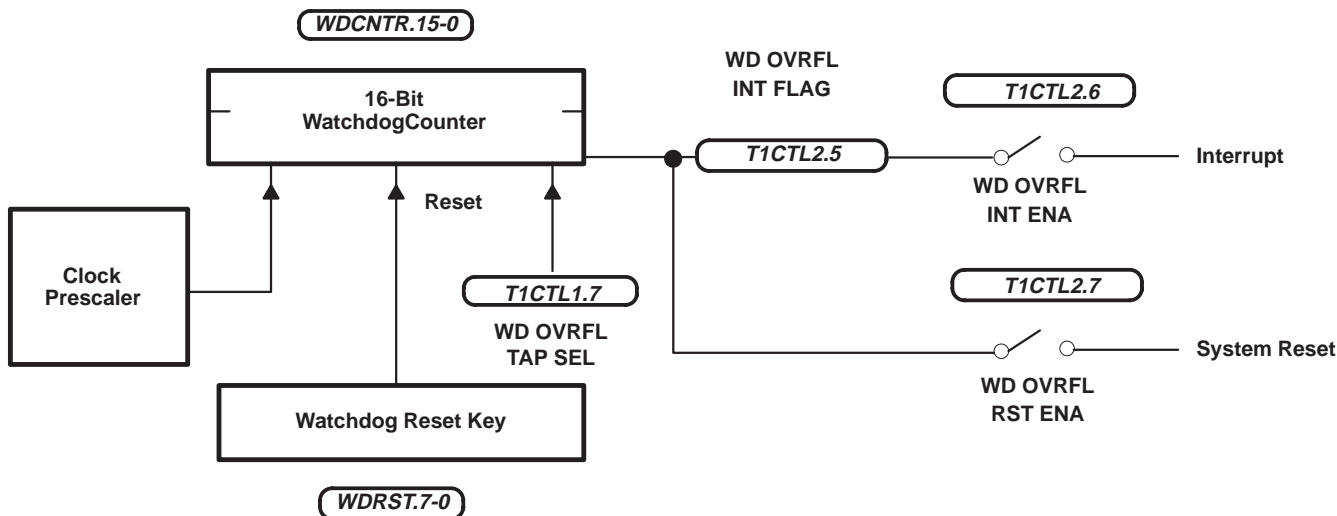 WDCNTR.15-0
16-Bit
WatchdogCounter
WD OVRFL
INT FLAG
T1CTL2.6
T1CTL2.5
Interrupt
WD OVRFL
INT ENA
Reset
Clock
Prescaler
T1CTL1.7
WD OVRFL
TAP SEL
T1CTL2.7
System Reset
WD OVRFL
RST ENA
Watchdog Reset Key
WDRST.7-0